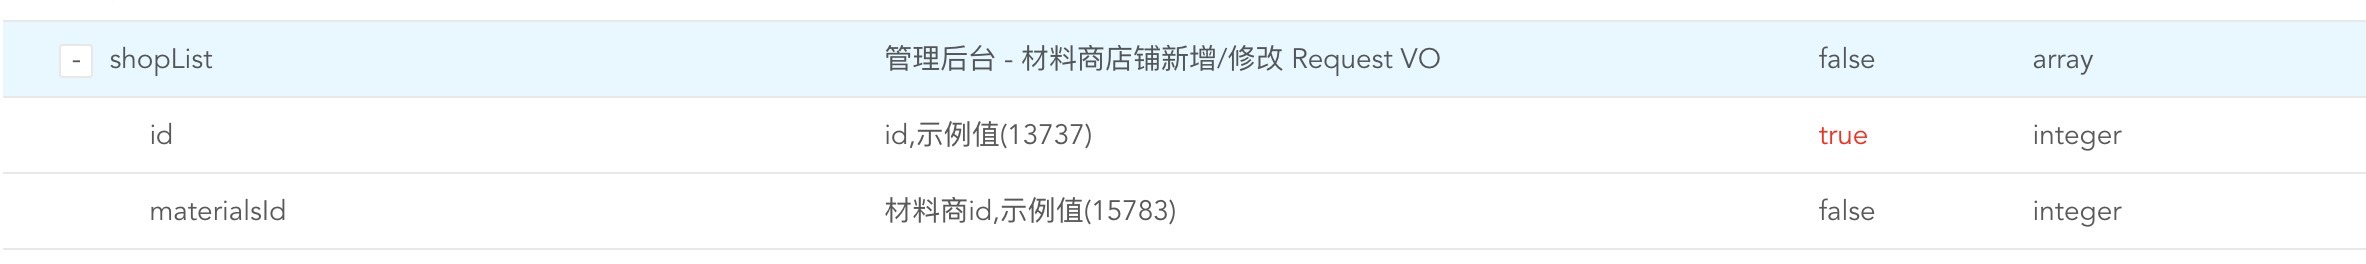 - shopList 管理后台 - 材料商店铺新增/修改 Request VO false array
id id,示例值(13737) true integer
materialsId 材料商id,示例值(15783) false integer